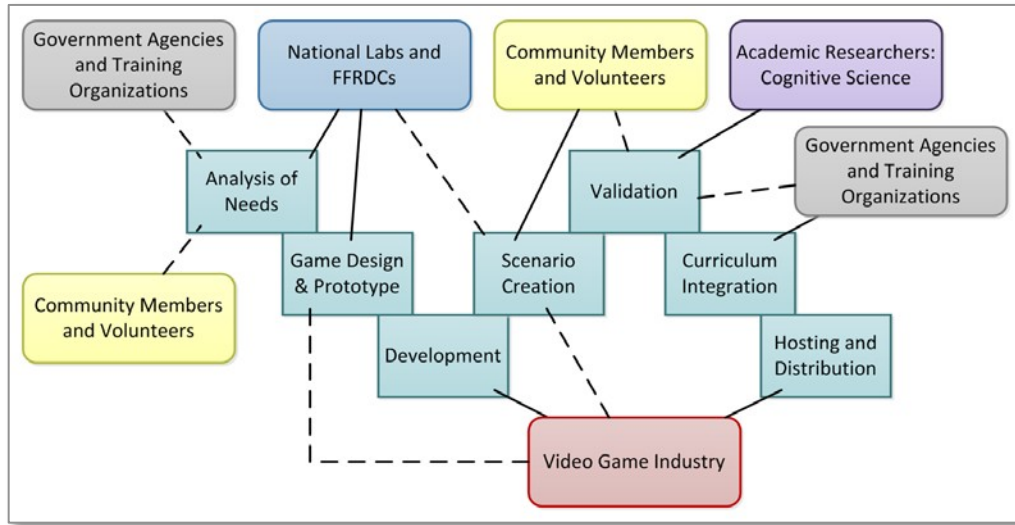 Government Agencies
and Training
Organizations
National Labs and
FFRDCs
Community Members
and Volunteers
Academic Researchers:
Cognitive Science
Government Agencies
and Training
Organizations
Analysis of
Needs
Validation
Game Design
& Prototype
Scenario
Creation
Curriculum
Integration
Community Members
and Volunteers
Development
Hosting and
Distribution
Video Game Industry